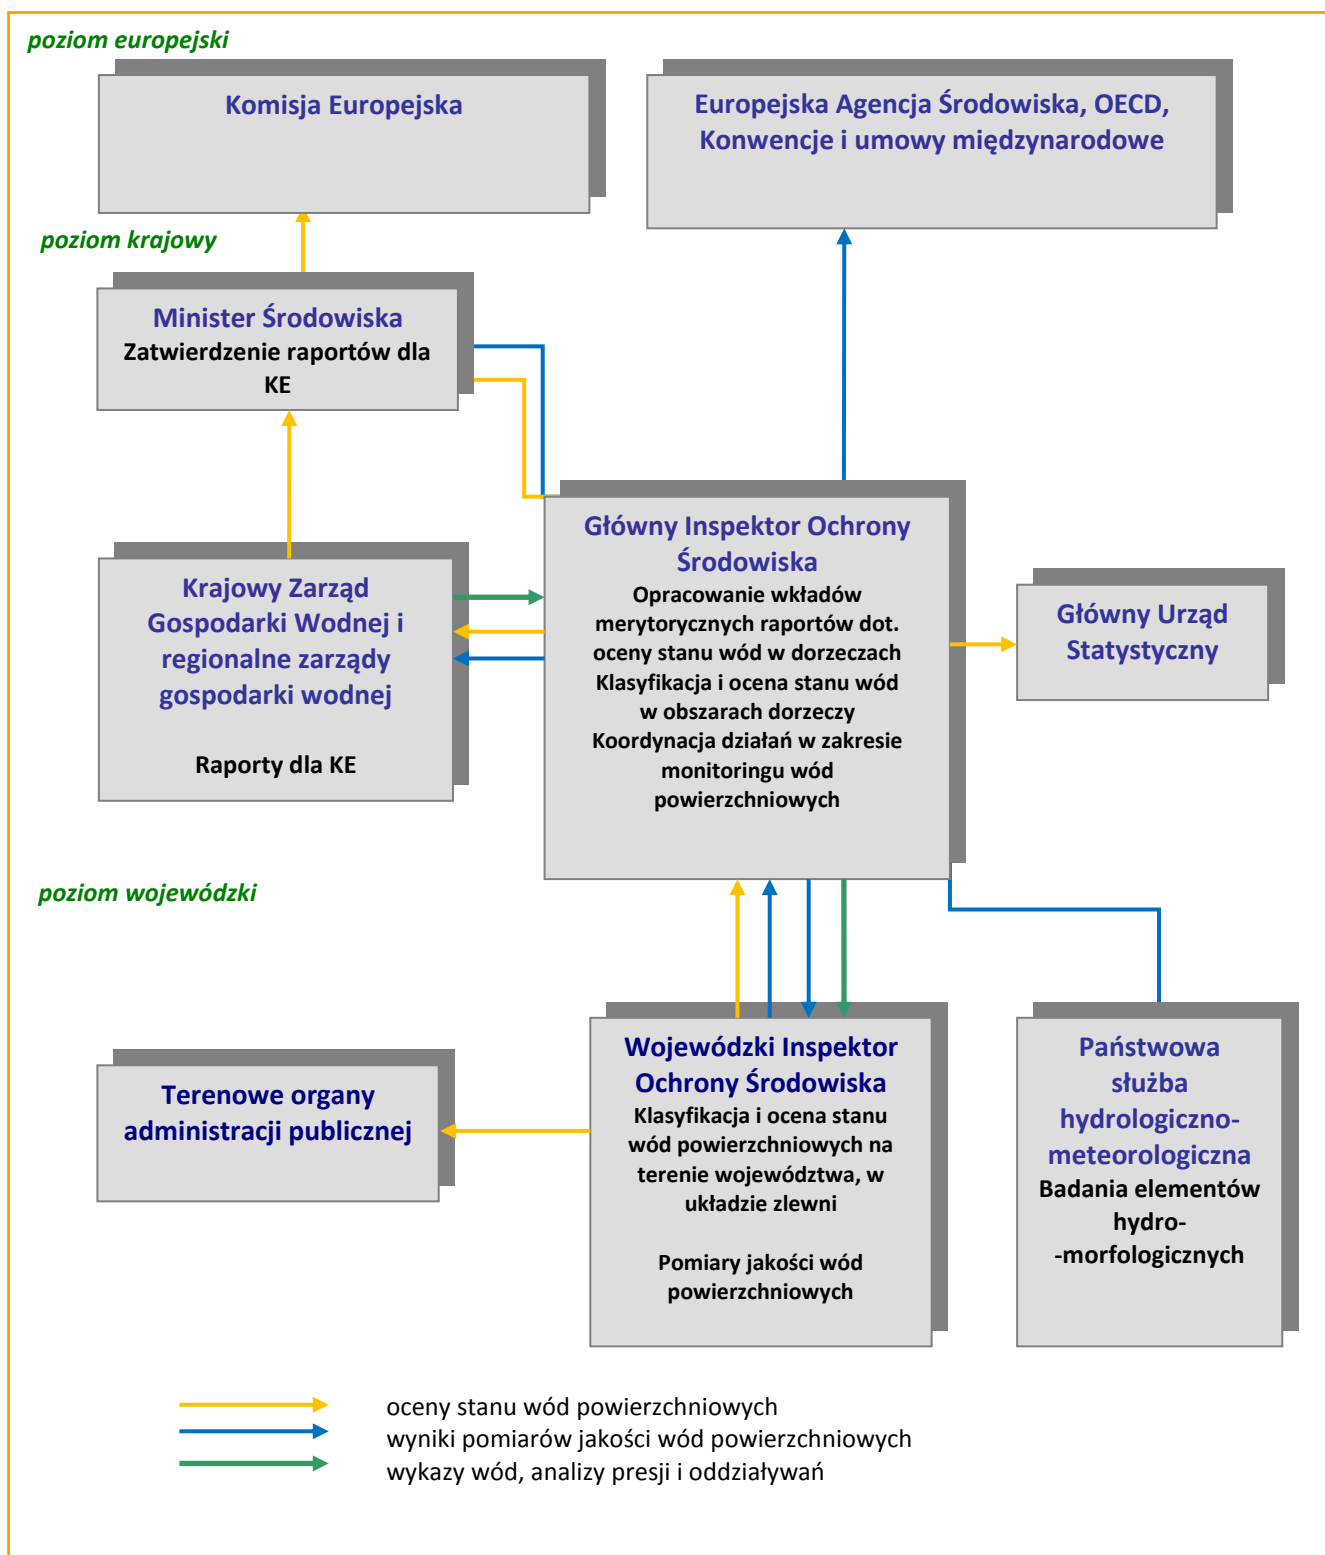 poziom europejski
Komisja Europejska
Europejska Agencja Środowiska, OECD,
Konwencje i umowy międzynarodowe
poziom krajowy
Minister Środowiska
Zatwierdzenie raportów dla
KE
Główny Inspektor Ochrony
Środowiska
Opracowanie wkładów
merytorycznych raportów dot.
oceny stanu wód w dorzeczach
Klasyfikacja i ocena stanu wód
w obszarach dorzeczy
Koordynacja działań w zakresie
monitoringu wód
powierzchniowych
Krajowy Zarząd
Gospodarki Wodnej i
regionalne zarządy
gospodarki wodnej
Raporty dla KE
Główny Urząd
Statystyczny
poziom wojewódzki
Terenowe organy
administracji publicznej
Wojewódzki Inspektor
Ochrony Środowiska
Klasyfikacja i ocena stanu
wód powierzchniowych na
terenie województwa, w
układzie zlewni
Pomiary jakości wód
powierzchniowych
Państwowa
służba
hydrologiczno-
meteorologiczna
Badania elementów
hydro-
-morfologicznych
oceny stanu wód powierzchniowych
wyniki pomiarów jakości wód powierzchniowych
wykazy wód, analizy presji i oddziaływań